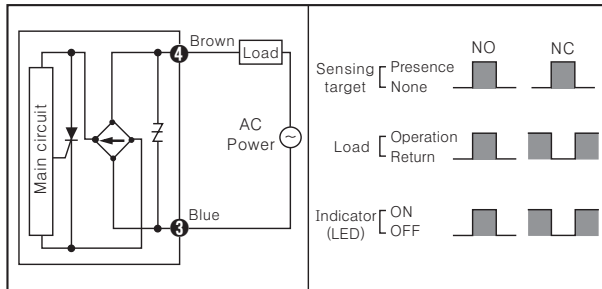 4 Brown
Load
AC
Power
~
Main circuit
3 Blue
NO NC
Sensing
target
Presence
None
Load
Operation
Return
Indicator
(LED)
ON
OFF